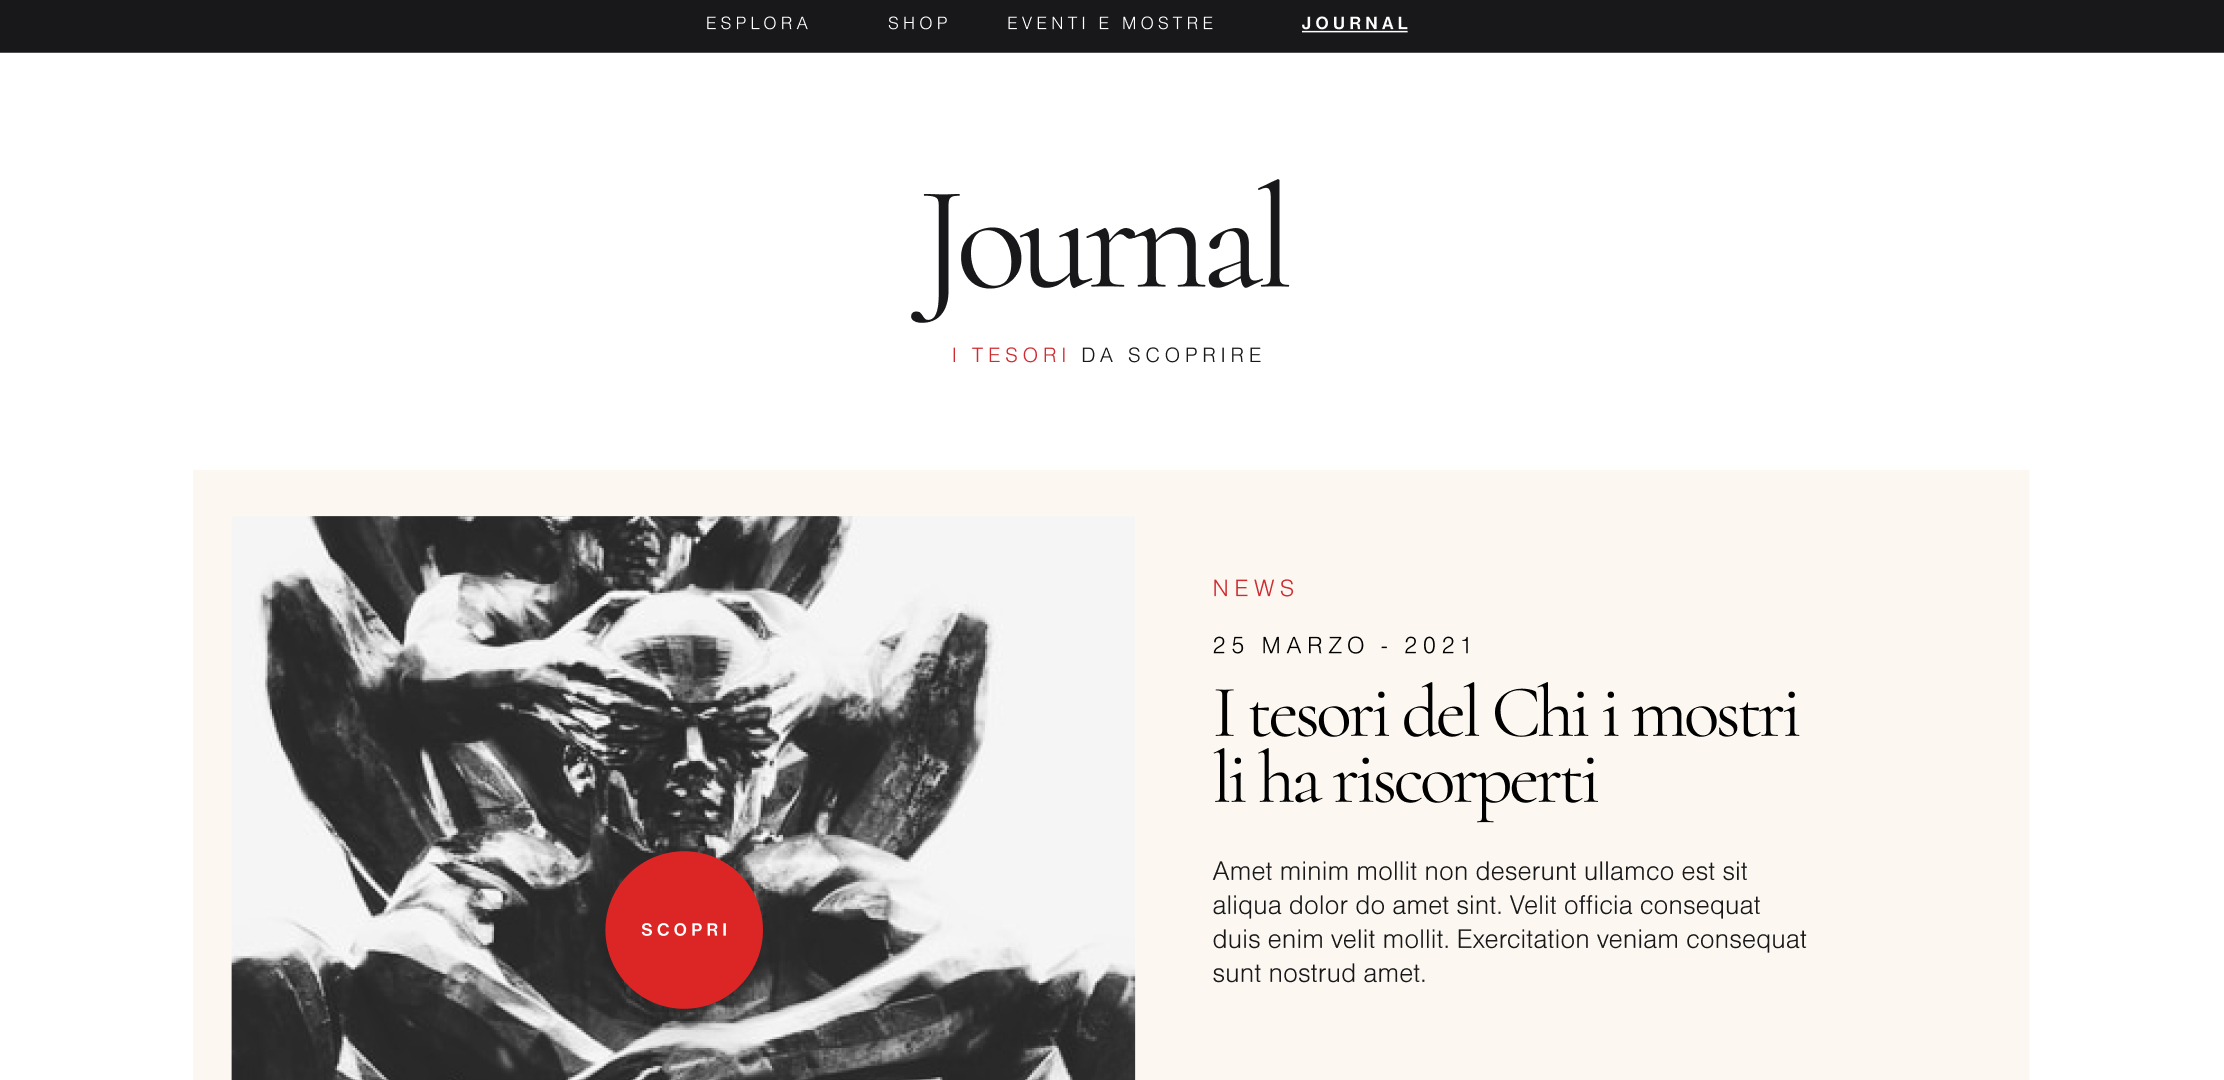 ESPLORA SHOP EVENTI E MOSTRE JOURNAL
Journal
I TESORI DA SCOPRIRE
NEWS
25 MARZO - 2021
I tesori del Chi i mostri
li ha riscorperti
Amet minim mollit non deserunt ullamco est sit
aliqua dolor do amet sint. Velit officia consequat
duis enim velit mollit. Exercitation veniam consequat
sunt nostrud amet.
SCOPRI